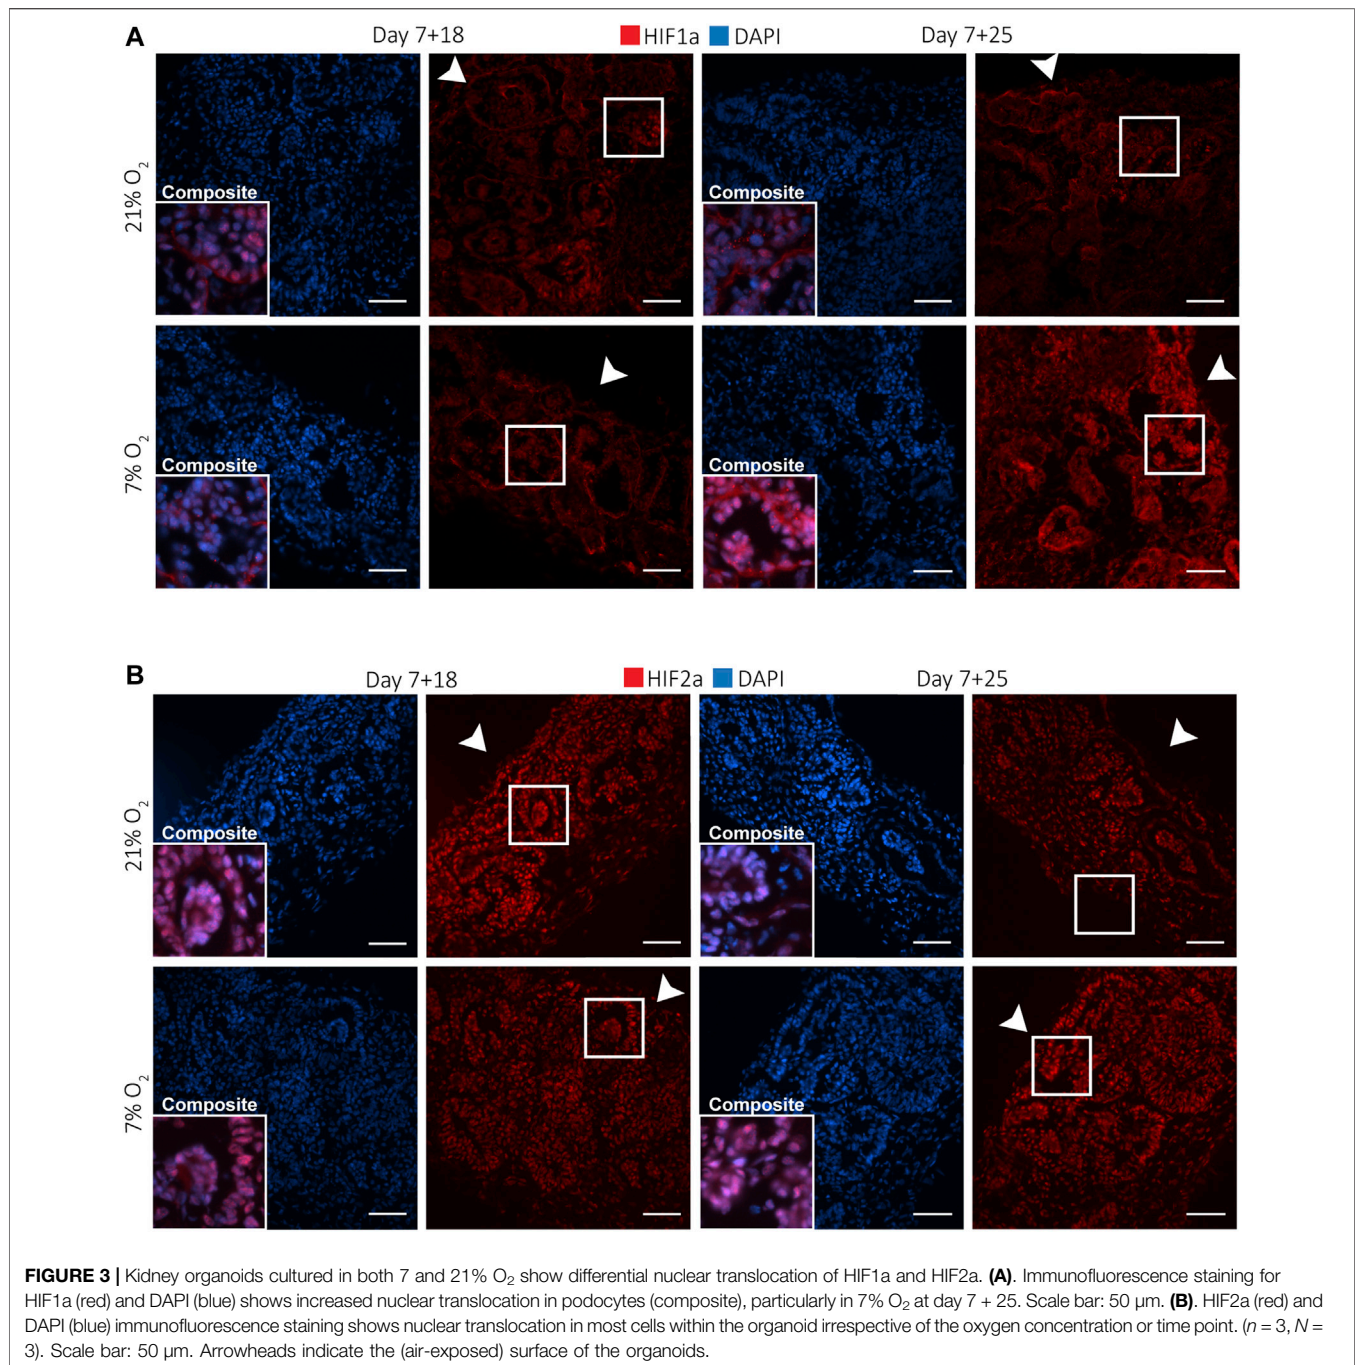 A
Day 7+18 HIF1a DAPI Day 7+25
21% O₂
Composite
Composite
7% O₂
Composite
Composite
B
Day 7+18 HIF2a DAPI Day 7+25
21% O₂
Composite
Composite
7% O₂
Composite
Composite
FIGURE 3 | Kidney organoids cultured in both 7 and 21% O₂ show differential nuclear translocation of HIF1a and HIF2a. (A). Immunofluorescence staining for
HIF1a (red) and DAPI (blue) shows increased nuclear translocation in podocytes (composite), particularly in 7% O₂ at day 7 + 25. Scale bar: 50 µm. (B). HIF2a (red) and
DAPI (blue) immunofluorescence staining shows nuclear translocation in most cells within the organoid irrespective of the oxygen concentration or time point. (n = 3, N =
3). Scale bar: 50 µm. Arrowheads indicate the (air-exposed) surface of the organoids.